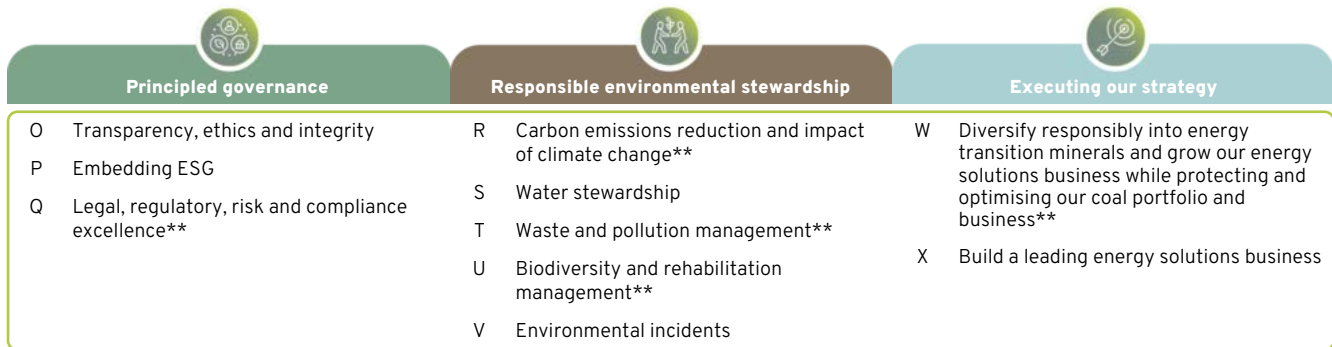 Principled governance
O Transparency, ethics and integrity
P Embedding ESG
Q Legal, regulatory, risk and compliance
excellence**
Responsible environmental stewardship
R Carbon emissions reduction and impact
of climate change**
S Water stewardship
T Waste and pollution management**
U Biodiversity and rehabilitation
management**
V Environmental incidents
Executing our strategy
W Diversify responsibly into energy
transition minerals and grow our energy
solutions business while protecting and
optimising our coal portfolio and
business**
X Build a leading energy solutions business